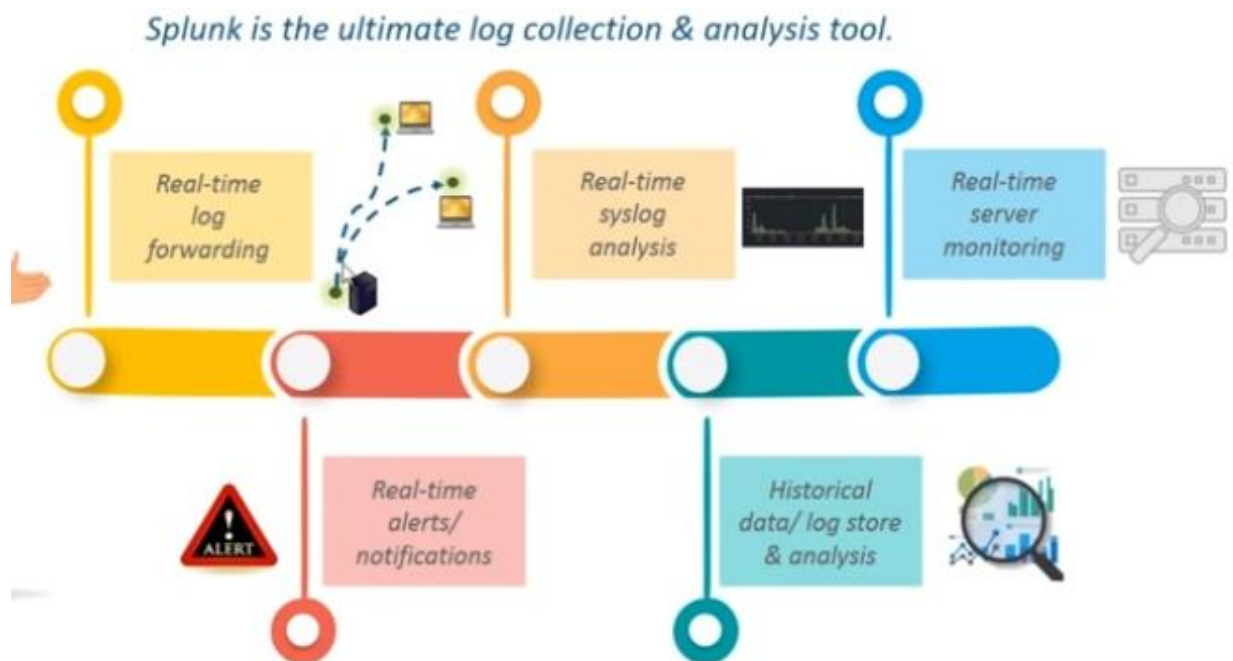 Splunk is the ultimate log collection & analysis tool.
Real-time
log
forwarding
Real-time
syslog
analysis
Real-time
server
monitoring
ALERT
Real-time
alerts/
notifications
Historical
data/ log store
& analysis